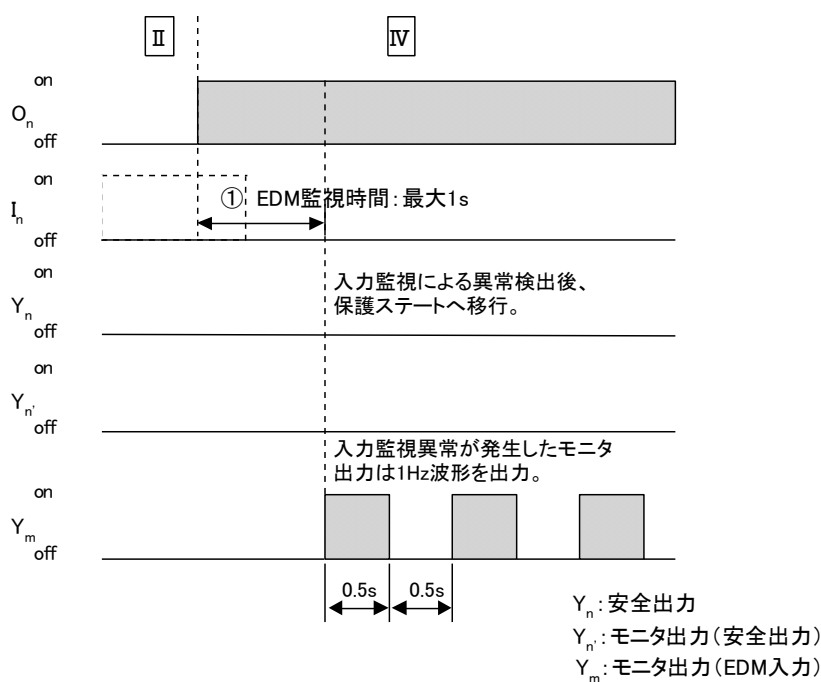 Ⅱ
Ⅳ
on
On
off
on
① EDM監視時間：最大1s
In
off
on
入力監視による異常検出後、
保護ステートへ移行。
Yn
off
on
Yn'
off
入力監視異常が発生したモニタ
出力は1Hz波形を出力。
on
Ym
off
0.5s 0.5s
Yn：安全出力
Yn'：モニタ出力（安全出力）
Ym：モニタ出力（EDM入力）